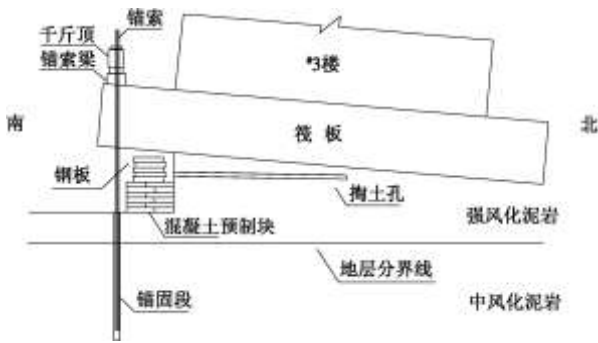 锚索
千斤顶
锚索梁
#3楼
南
北
筏 板
钢板
掏土孔
强风化泥岩
混凝土预制块
地层分界线
锚固段
中风化泥岩